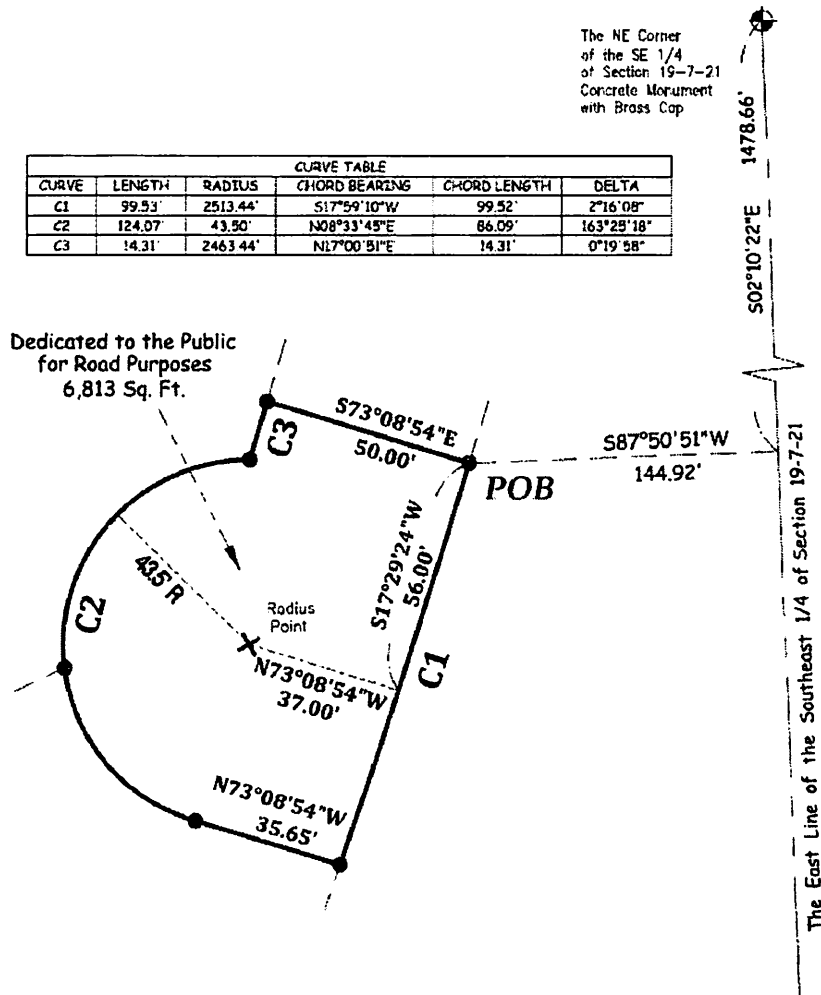 The NE Corner
of the SE 1/4
of Section 19-7-21
Concrete Monument
with Brass Cap
1478.66'
S02°10'22"E
CURVE TABLE
CURVE LENGTH RADIUS CHORD BEARING CHORD LENGTH DELTA
C1 99.53' 2513.44' S17°59'10"W 99.52' 2°16'08"
C2 124.07' 43.50' N08°33'45"E 86.09' 163°25'18"
C3 14.31' 2463.44' N17°00'51"E 14.31' 0°19'58"
Dedicated to the Public
for Road Purposes
6,813 Sq. Ft.
C3
S73°08'54"E
50.00'
POB
S87°50'51"W
144.92'
S17°29'24"W
56.00'
43.5' R
C2
Radius
Point
N73°08'54"W
37.00'
C1
N73°08'54"W
35.65'
The East Line of the Southeast 1/4 of Section 19-7-21